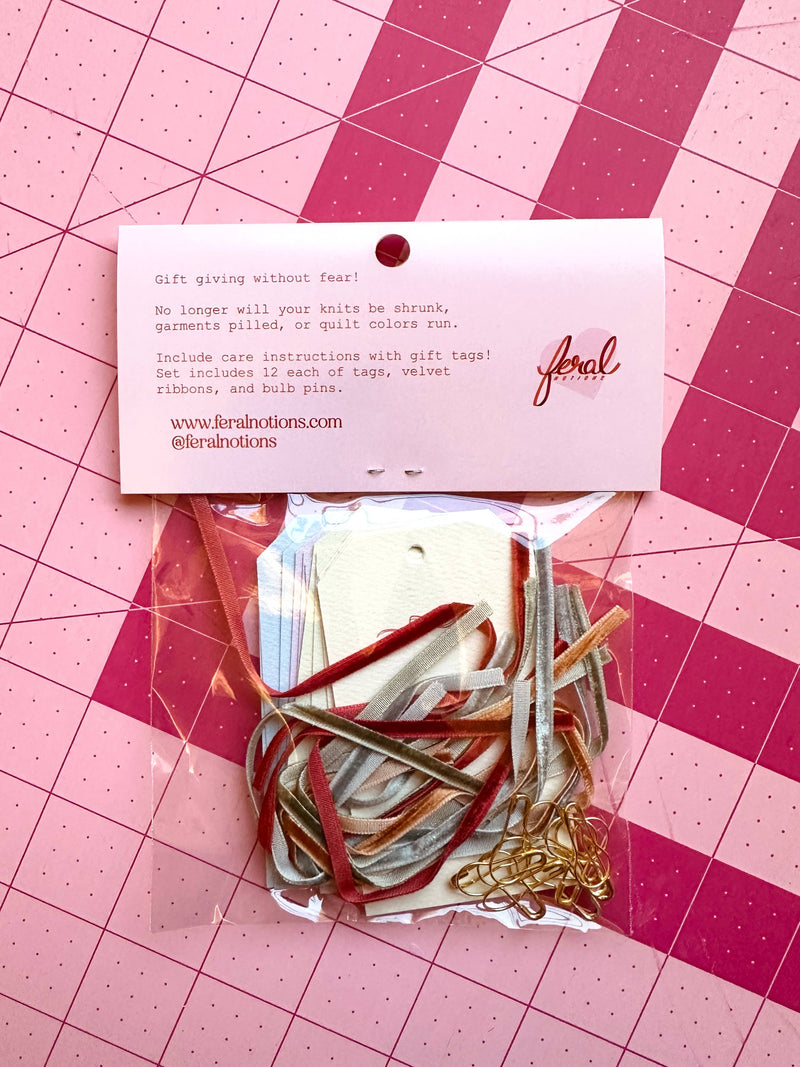 Gift giving without fear!
No longer will your knits be shrunk,
garments pilled, or quilt colors run.
Include care instructions with gift tags!
Set includes 12 each of tags, velvet
ribbons, and bulb pins.
www.feralnotions.com
@feralnotions
feral
NOTIONS